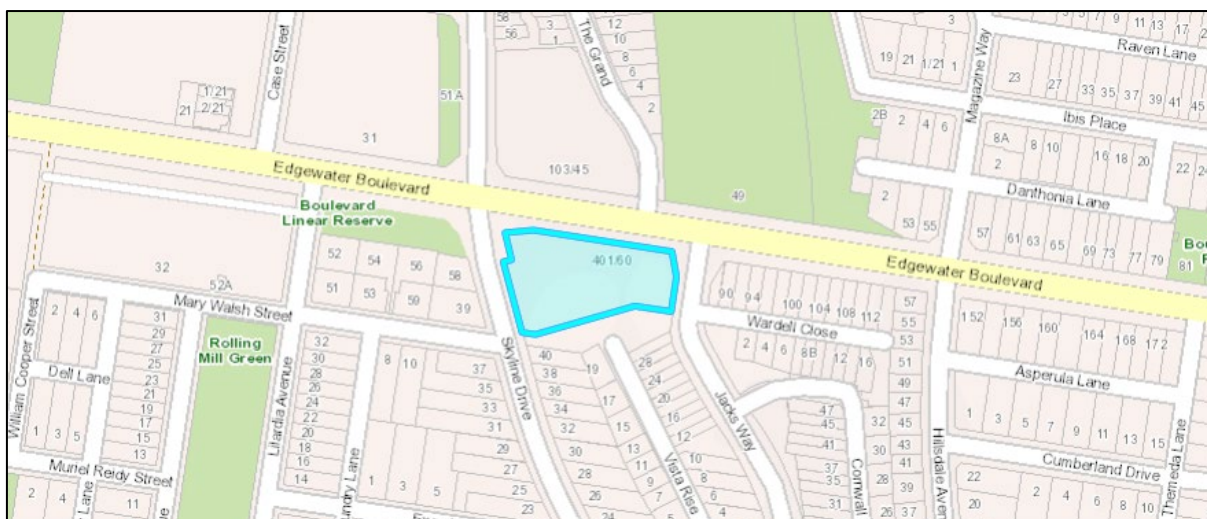 Case Street
The Grand
Magazine Way
Raven Lane
Ibis Place
Danthonia Lane
Edgewater Boulevard
Edgewater Boulevard
Boulevard
Linear Reserve
Mary Walsh Street
Rolling
Mill Green
William Cooper Street
Dell Lane
Muriel Reidy Street
Skyline Drive
Vista Rise
Jacks Way
Wardell Close
Cornwall
Asperula Lane
Cumberland Drive
Themeda Lane
1/21
2/21
21
31
51A
103/45
58
56
3
1
12
10
8
6
4
2
49
19 21 1/21 1
23 27 33 35 37 39 41 45
2B 2 4 6
8A 8 10 16 18 20 22
2
2
53 55
57 61 63 65 69 73 77 79
81
401/60
32
52A
52 54 56 58
51 53 59 39
90 94 100 104 108 112
57
55
53
51
49
47
45
43
41
39
37
152 156 160 164 168 172
2 4 6 8B 12 16
1 3 5 7 9 11 13 15
22
20
2 4 6
31
29
27
25
23
21
19
17
15
13
1 3 5
2 4 11
32
30
28
26
24
22
20
18
16
14
8 10
37
35
33
31
29
27
25
23
1 3 5
40
38
36
34
32
30
28
26
24
19
17
15
13
11
9
7
28
24
20
16
12
10
8
6
47
45
41
37
35
31
32
30
28
26
4 6 8 10